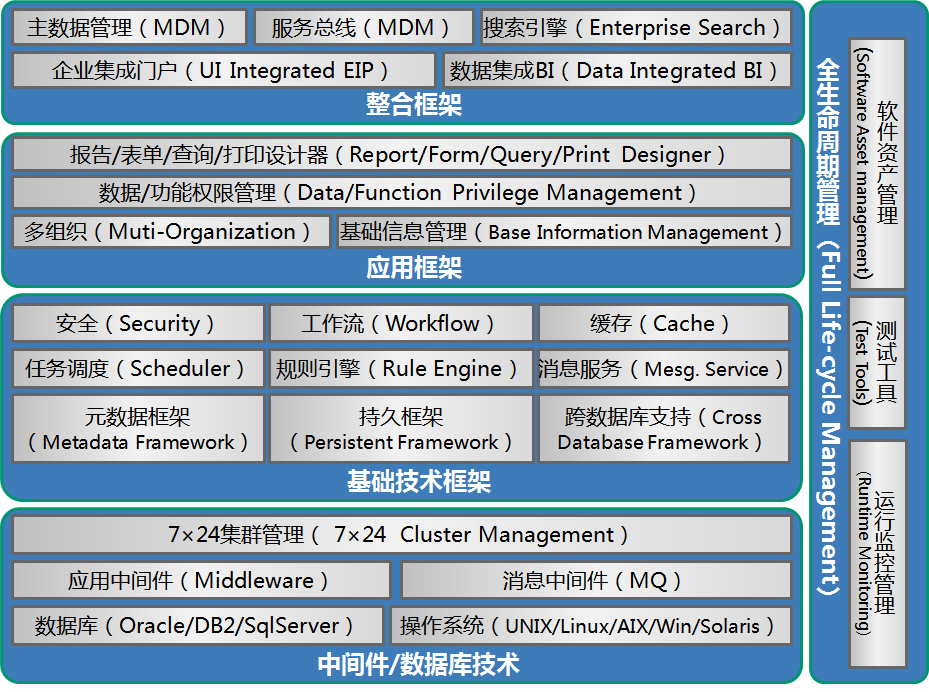 主数据管理（MDM）
服务总线（MDM）
搜索引擎（Enterprise Search）
企业集成门户（UI Integrated EIP）
数据集成BI（Data Integrated BI）
整合框架
报告/表单/查询/打印设计器（Report/Form/Query/Print Designer）
数据/功能权限管理（Data/Function Privilege Management）
多组织（Muti-Organization）
基础信息管理（Base Information Management）
应用框架
安全（Security）
工作流（Workflow）
缓存（Cache）
任务调度（Scheduler）
规则引擎（Rule Engine）
消息服务（Mesg. Service）
元数据框架
（Metadata Framework）
持久框架
（Persistent Framework）
跨数据库支持（Cross
Database Framework）
基础技术框架
7×24集群管理（ 7×24 Cluster Management）
应用中间件（Middleware）
消息中间件（MQ）
数据库（Oracle/DB2/SqlServer）
操作系统（UNIX/Linux/AIX/Win/Solaris）
中间件/数据库技术
全生命周期管理（Full Life-cycle Management）
软件资产管理
(Software Asset management)
测试工具
(Test Tools)
运行监控管理
(Runtime Monitoring)